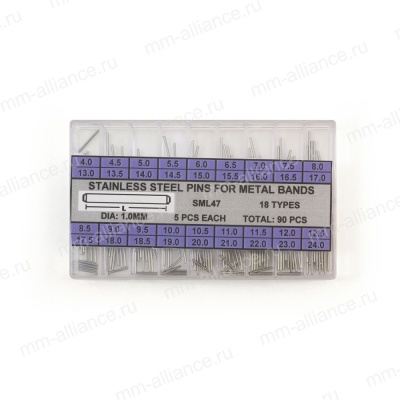 4.0 4.5 5.0 5.5 6.0 6.5 7.0 7.5 8.0
13.0 13.5 14.0 14.5 15.0 15.5 16.0 16.5 17.0
STAINLESS STEEL PINS FOR METAL BANDS
L SML47 18 TYPES
DIA: 1.0MM 5 PCS EACH TOTAL: 90 PCS
8.5 9.0 9.5 10.0 10.5 11.0 11.5 12.0 12.5
17.5 18.0 18.5 19.0 20.0 21.0 22.0 23.0 24.0
mm-alliance.ru